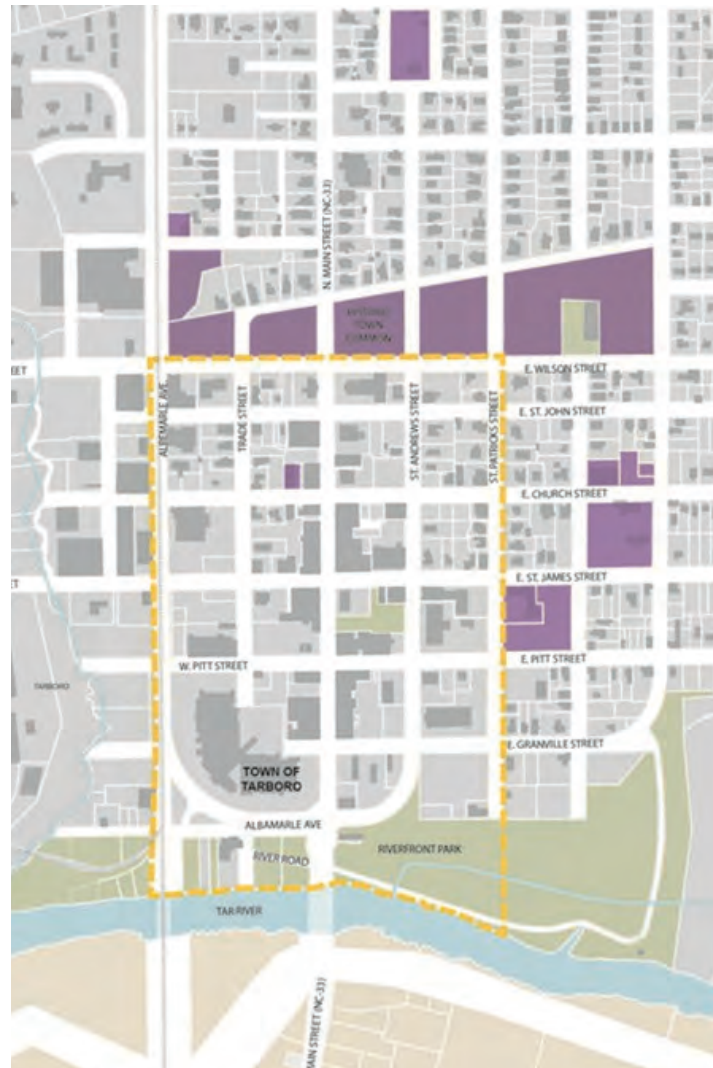 N. MAIN STREET (NC-33)
HISTORIC
TOWN
COMMON
EET
E. WILSON STREET
ALBAMARLE AVE.
TRADE STREET
ST. ANDREWS STREET
ST. PATRICKS STREET
E. ST. JOHN STREET
E. CHURCH STREET
ET
E. ST. JAMES STREET
W. PITT STREET
E. PITT STREET
TARBORO
E. GRANVILLE STREET
TOWN OF
TARBORO
ALBAMARLE AVE
RIVER ROAD
RIVERFRONT PARK
TAR RIVER
MAIN STREET (NC-33)